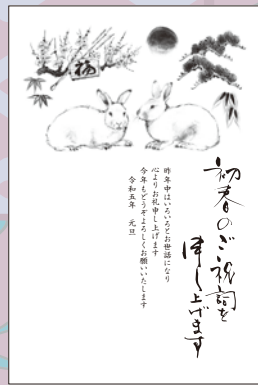 初春のご祝詞を
申し上げます
昨年中はいろいろとお世話になり
心よりお礼申し上げます
今年もどうぞよろしくお願いいたします
令和五年　元旦